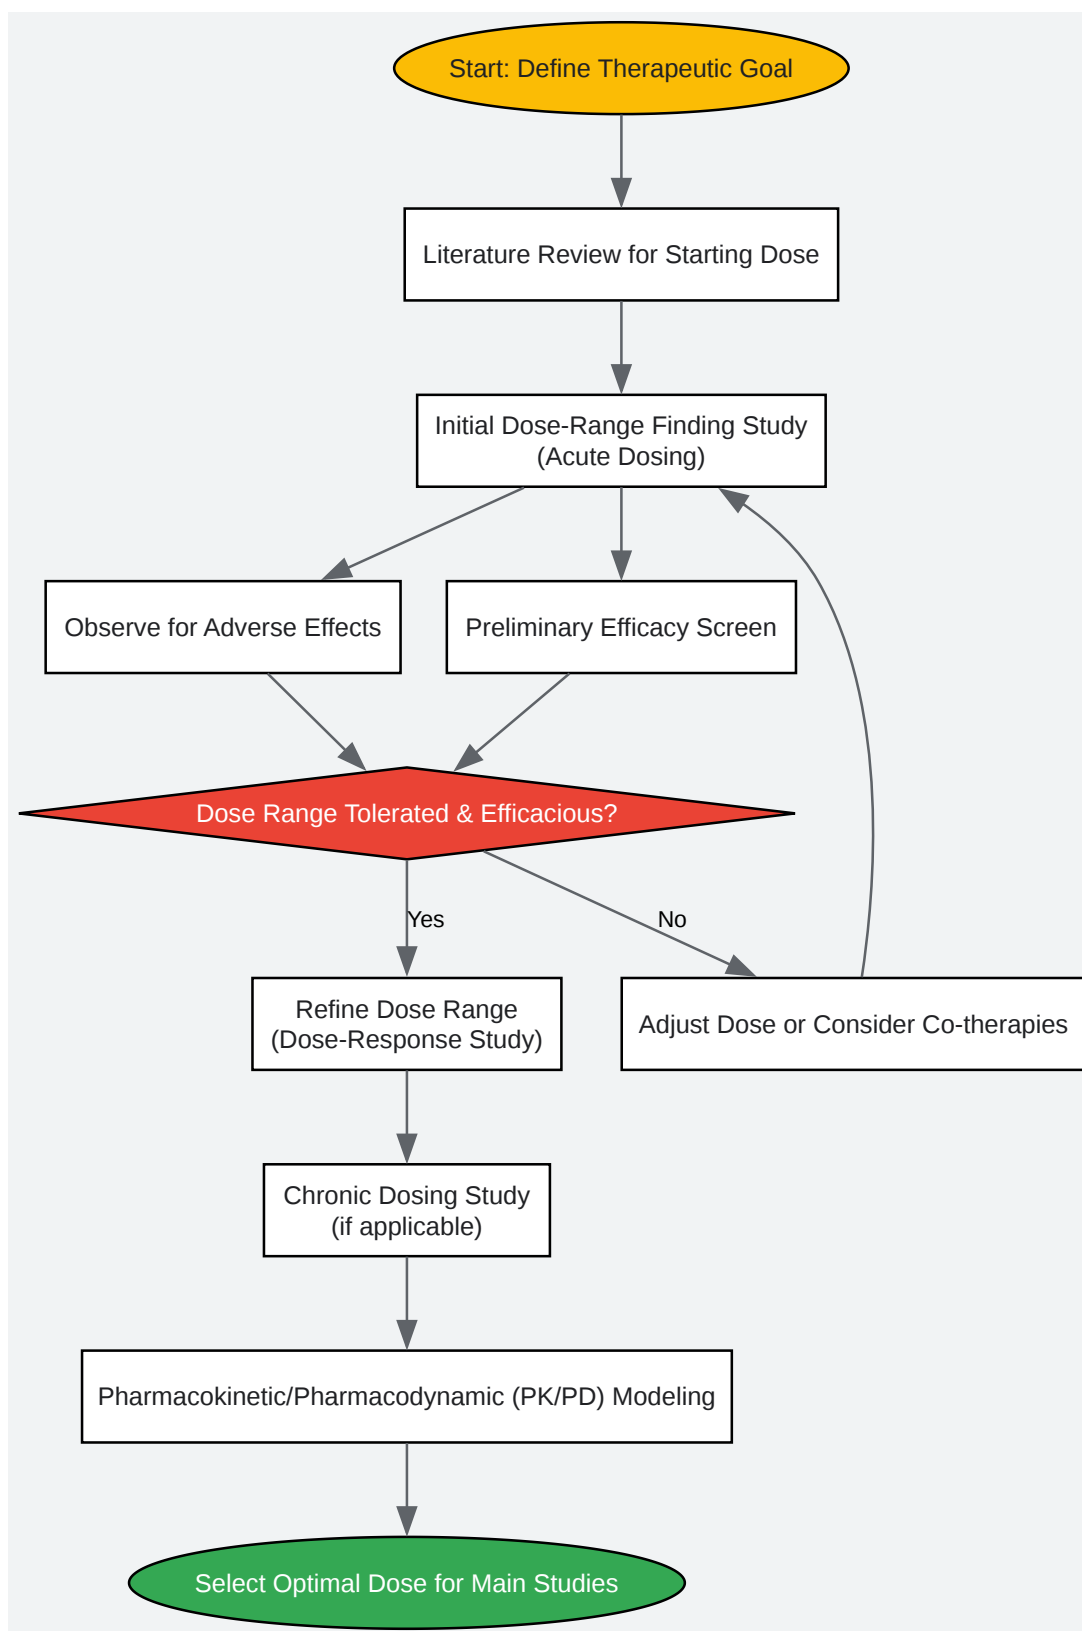 Start: Define Therapeutic Goal
Literature Review for Starting Dose
Initial Dose-Range Finding Study
(Acute Dosing)
Observe for Adverse Effects
Preliminary Efficacy Screen
Dose Range Tolerated & Efficacious?
Yes
No
Refine Dose Range
(Dose-Response Study)
Adjust Dose or Consider Co-therapies
Chronic Dosing Study
(if applicable)
Pharmacokinetic/Pharmacodynamic (PK/PD) Modeling
Select Optimal Dose for Main Studies